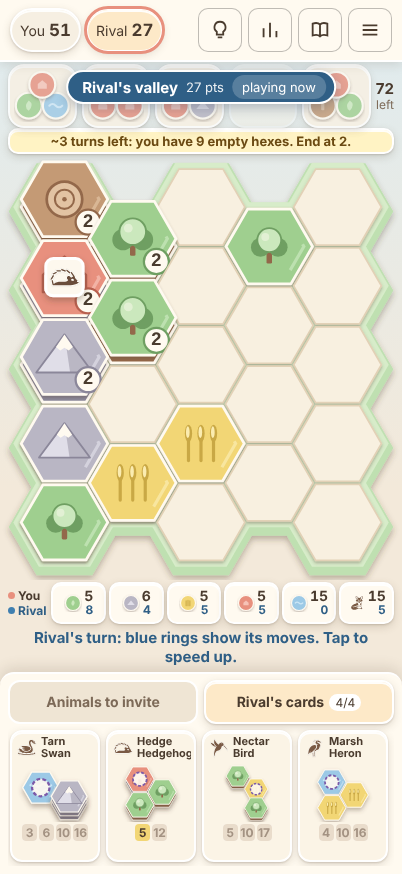 You 51
Rival 27
Rival's valley 27 pts playing now
72
left
~3 turns left: you have 9 empty hexes. End at 2.
2
2
2
2
2
You
Rival
5
8
6
4
5
5
5
5
15
0
15
5
Rival's turn: blue rings show its moves. Tap to
speed up.
Animals to invite
Rival's cards 4/4
Tarn
Swan
3 6 10 16
Hedge
Hedgehog
5 12
Nectar
Bird
5 10 17
Marsh
Heron
4 10 16